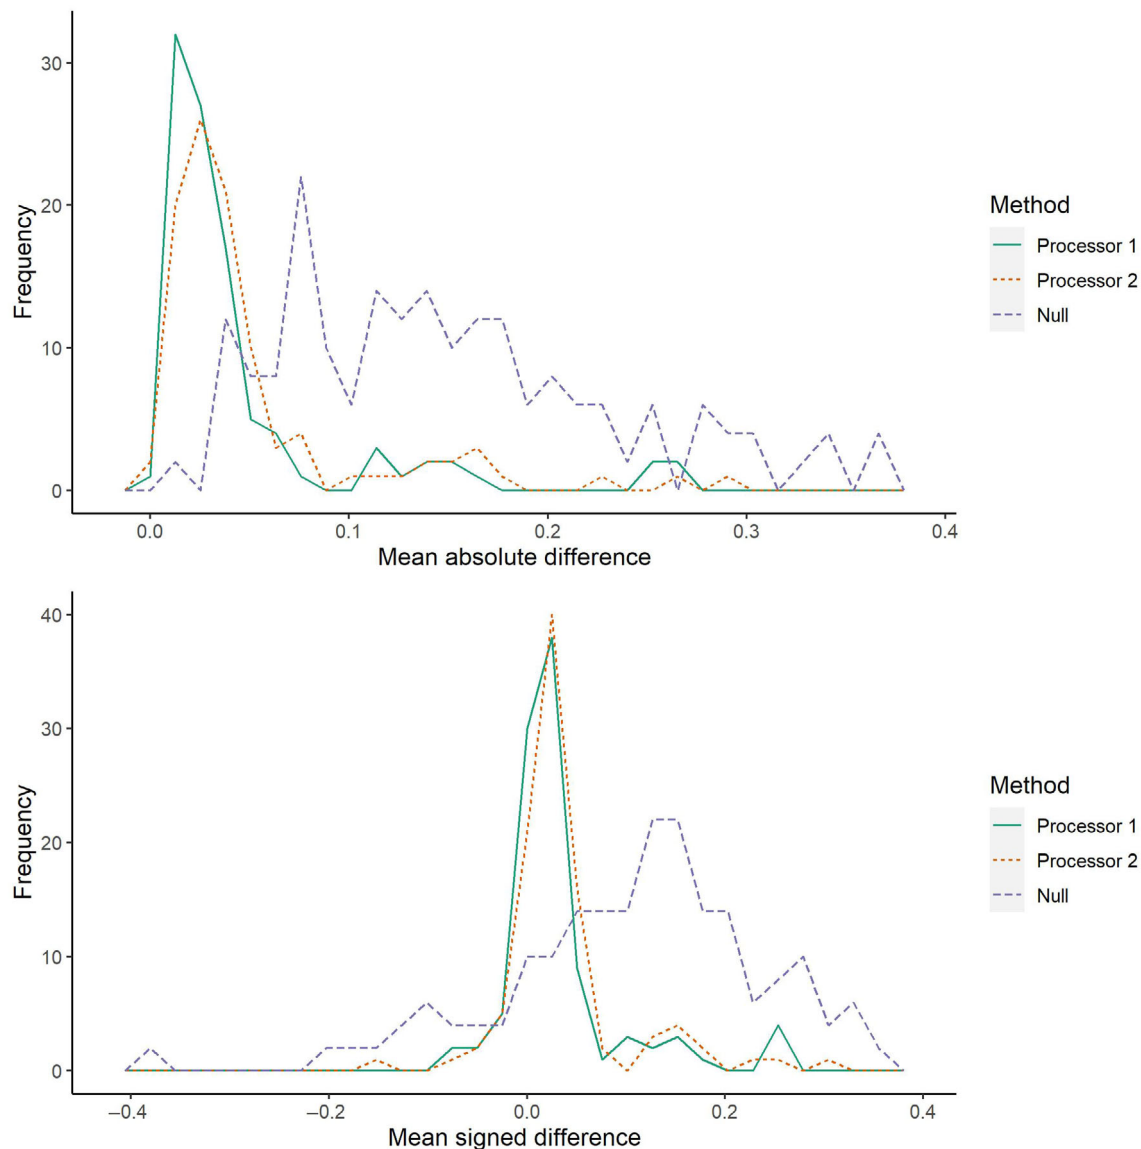 30
20
10
0
Frequency
0.0 0.1 0.2 0.3 0.4
Mean absolute difference
Method
Processor 1
Processor 2
Null
40
30
20
10
0
Frequency
−0.4 −0.2 0.0 0.2 0.4
Mean signed difference
Method
Processor 1
Processor 2
Null